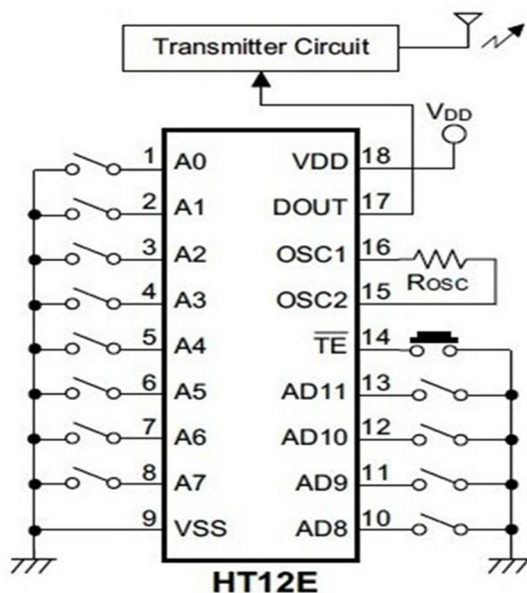 Transmitter Circuit
VDD
1 A0 VDD 18
2 A1 DOUT 17
3 A2 OSC1 16
ROSC
4 A3 OSC2 15
5 A4 TE 14
6 A5 AD11 13
7 A6 AD10 12
8 A7 AD9 11
9 VSS AD8 10
HT12E